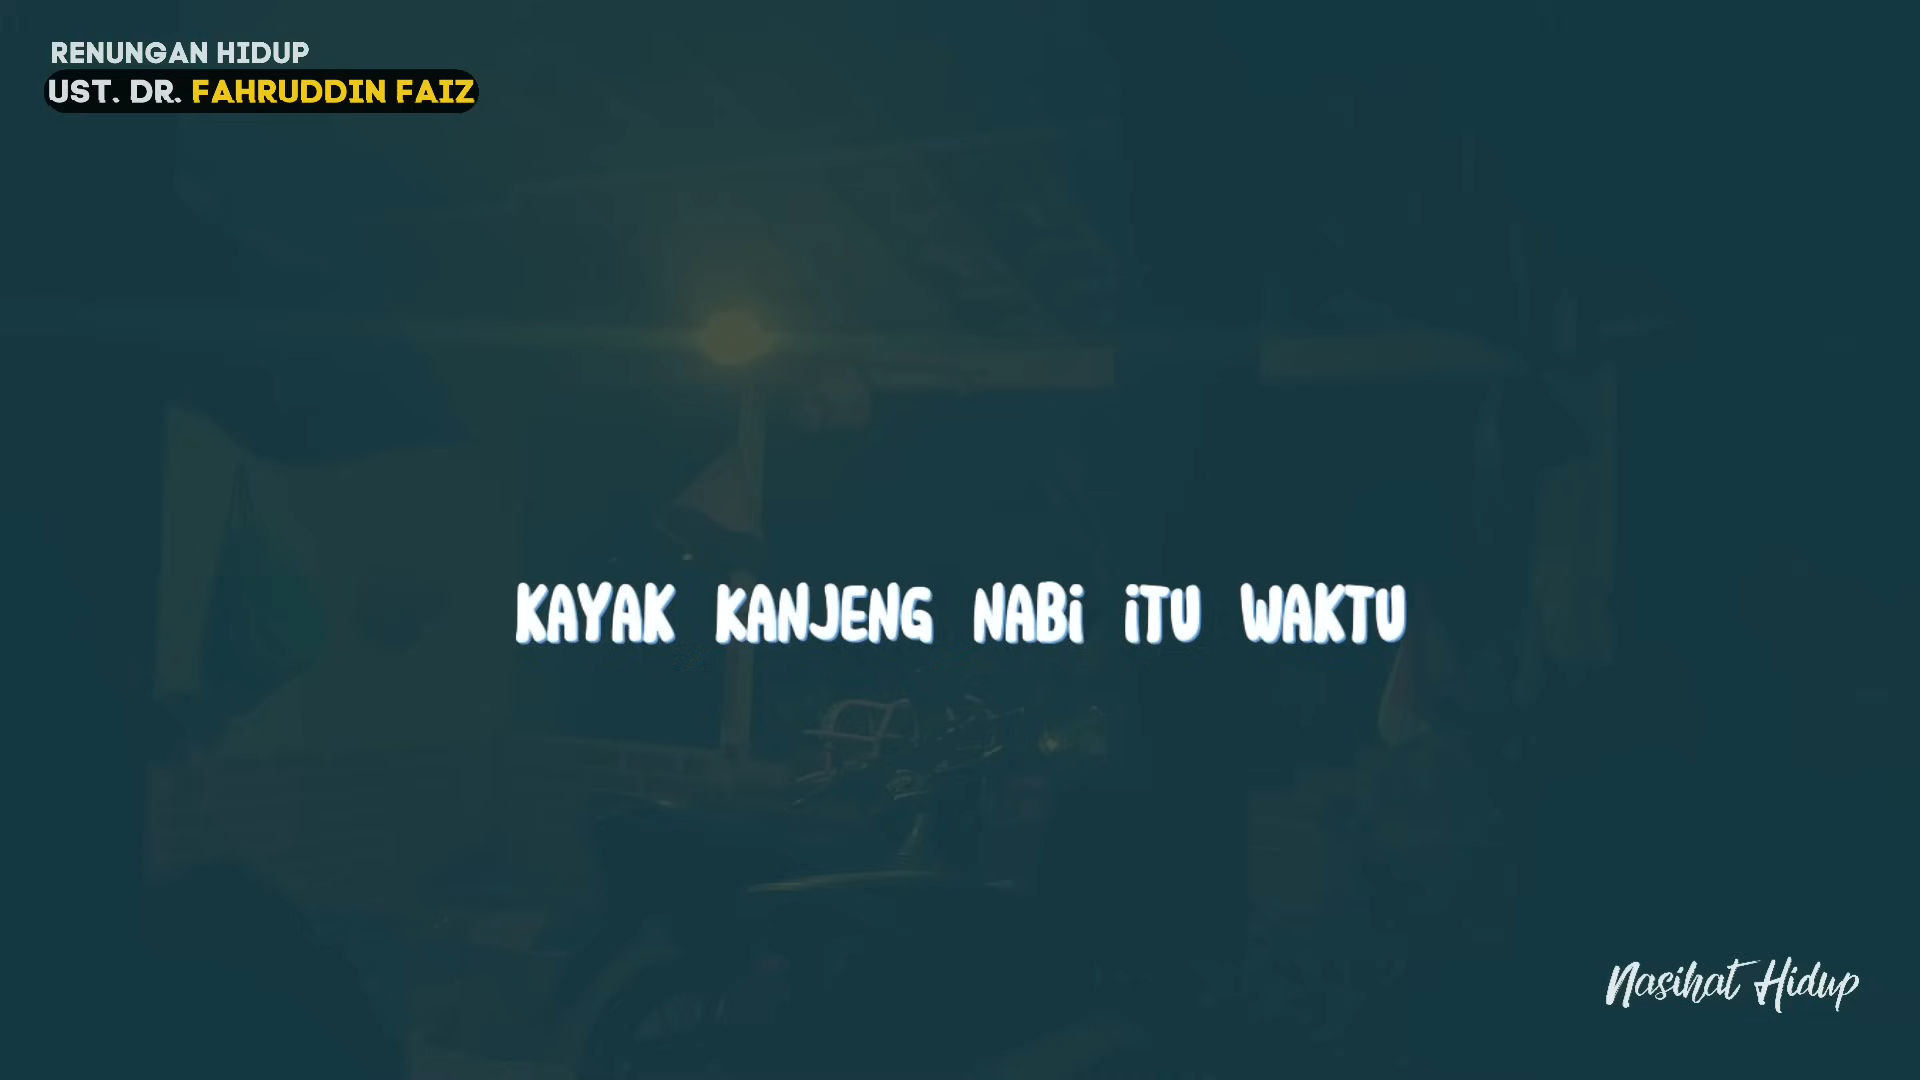 RENUNGAN HIDUP
UST. DR. FAHRUDDIN FAIZ
KAYAK KANJENG NABI ITU WAKTU
Nasihat Hidup